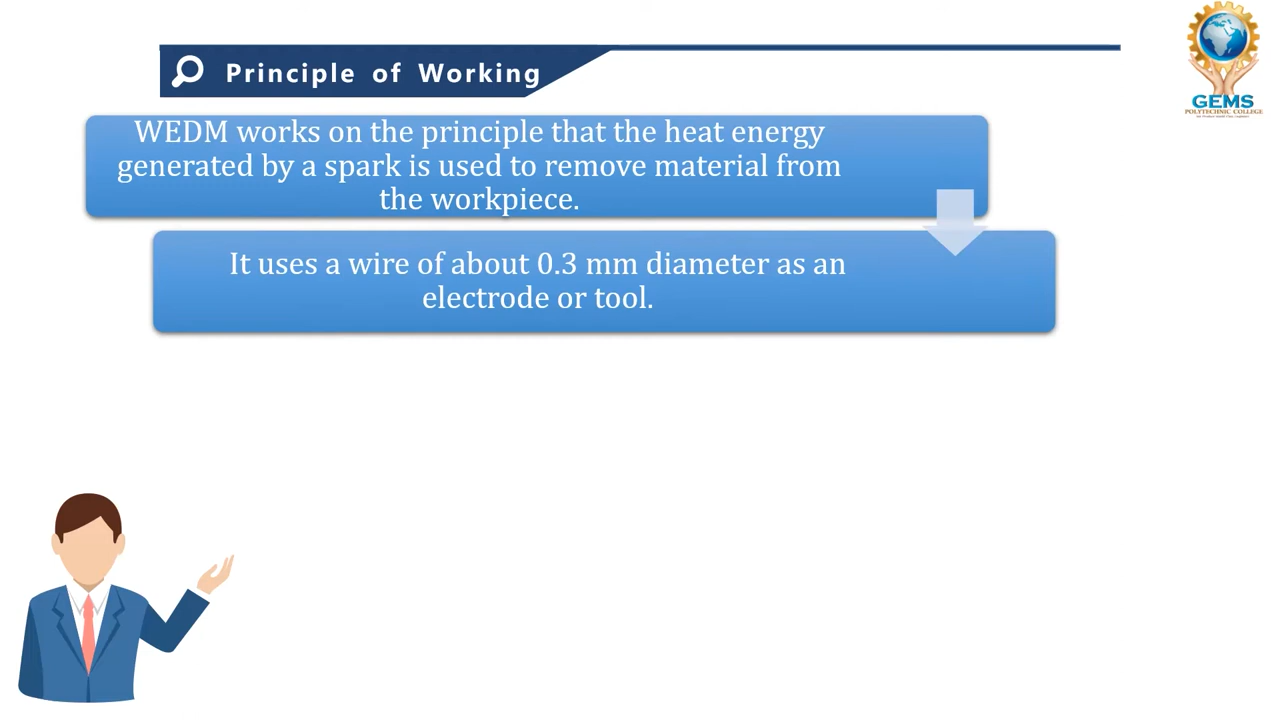 Principle of Working
WEDM works on the principle that the heat energy
generated by a spark is used to remove material from
the workpiece.
It uses a wire of about 0.3 mm diameter as an
electrode or tool.
GEMS
POLYTECHNIC COLLEGE